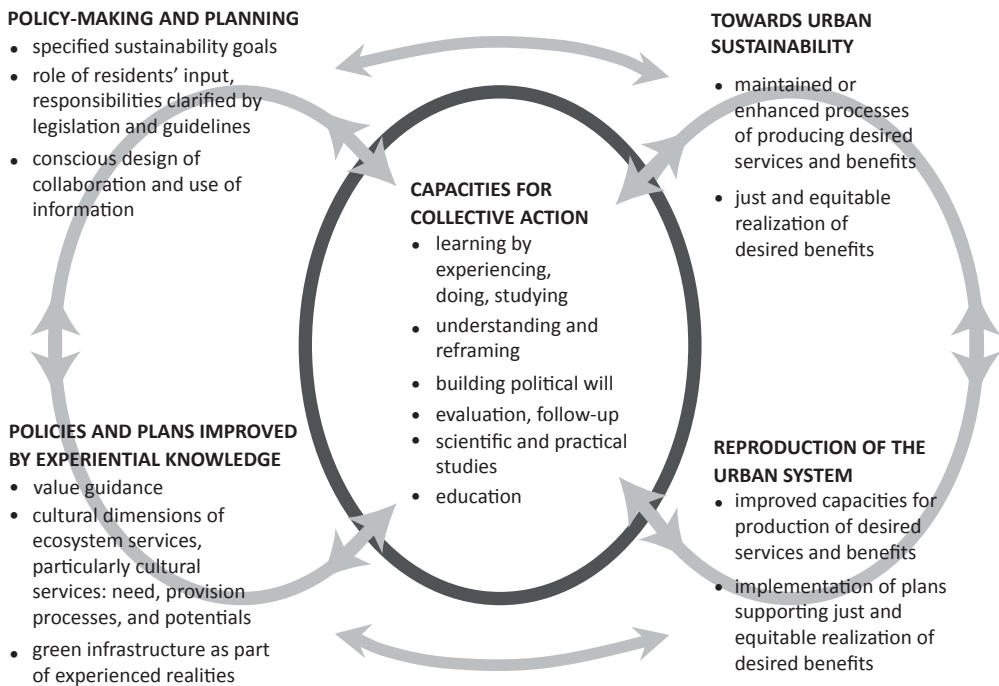 POLICY-MAKING AND PLANNING
• specified sustainability goals
• role of residents’ input,
responsibilities clarified by
legislation and guidelines
• conscious design of
collaboration and use of
information
TOWARDS URBAN
SUSTAINABILITY
• maintained or
enhanced processes
of producing desired
services and benefits
• just and equitable
realization of
desired benefits
CAPACITIES FOR
COLLECTIVE ACTION
• learning by
experiencing,
doing, studying
• understanding and
reframing
• building political will
• evaluation, follow-up
• scientific and practical
studies
• education
POLICIES AND PLANS IMPROVED
BY EXPERIENTIAL KNOWLEDGE
• value guidance
• cultural dimensions of
ecosystem services,
particularly cultural
services: need, provision
processes, and potentials
• green infrastructure as part
of experienced realities
REPRODUCTION OF THE
URBAN SYSTEM
• improved capacities for
production of desired
services and benefits
• implementation of plans
supporting just and
equitable realization of
desired benefits